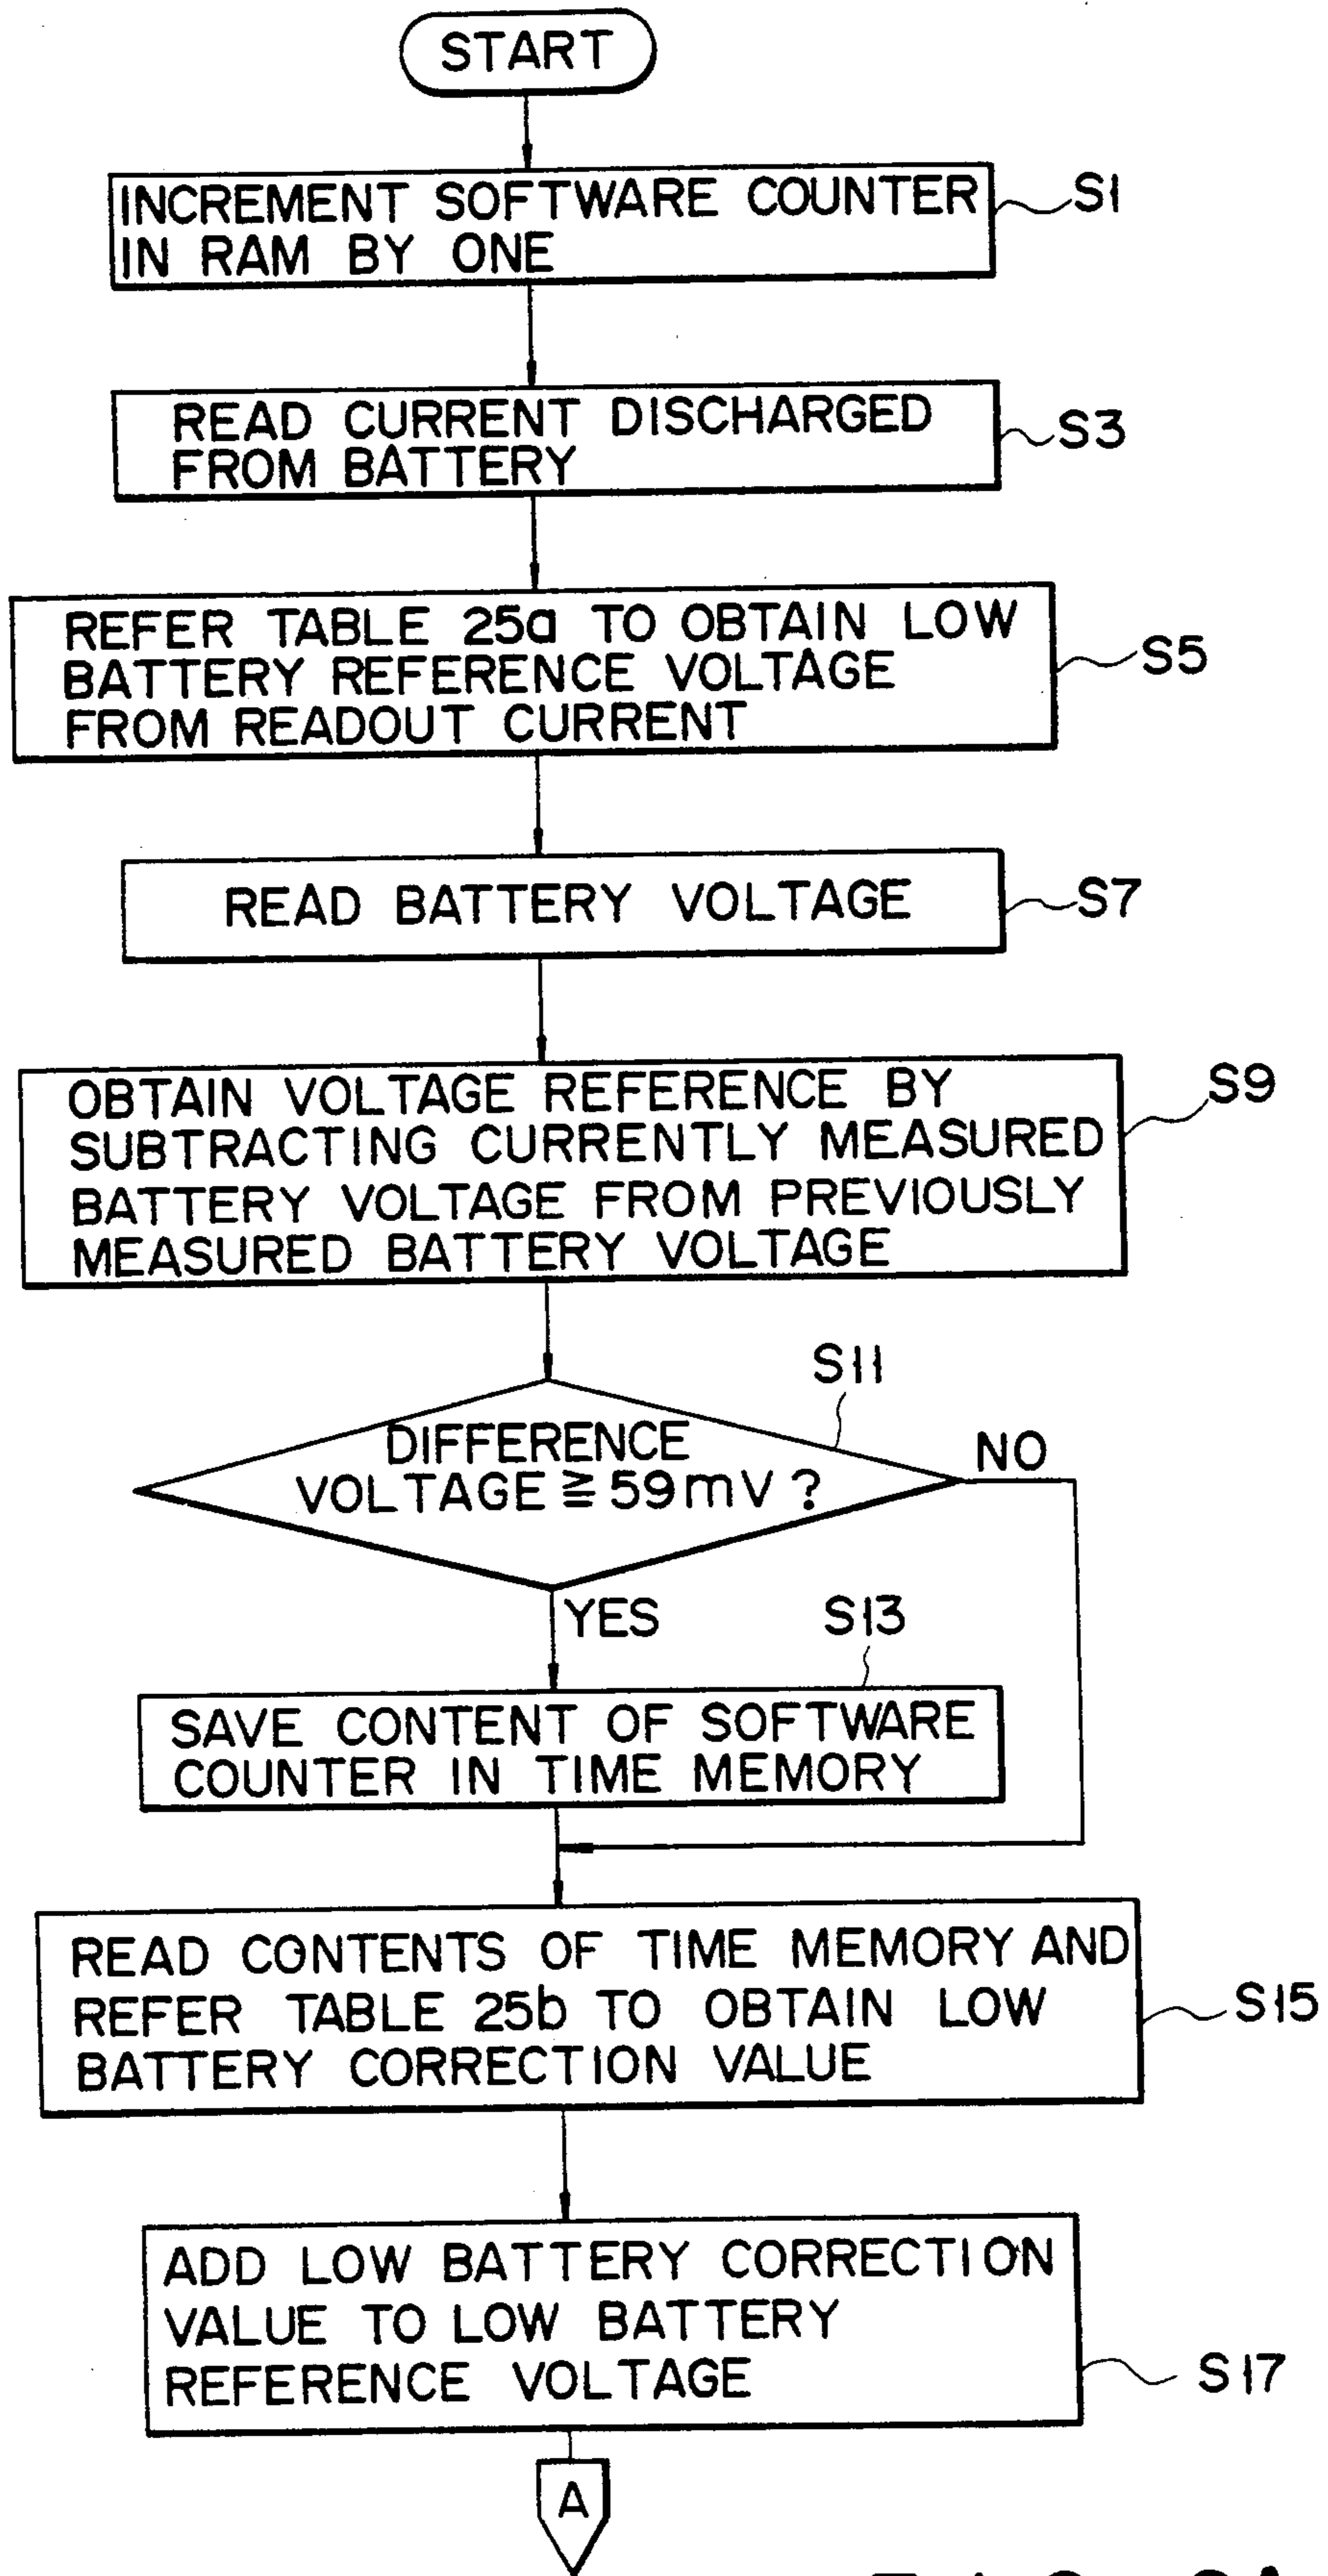 START
INCREMENT SOFTWARE COUNTER
IN RAM BY ONE
S1
READ CURRENT DISCHARGED
FROM BATTERY
S3
REFER TABLE 25a TO OBTAIN LOW
BATTERY REFERENCE VOLTAGE
FROM READOUT CURRENT
S5
READ BATTERY VOLTAGE
S7
OBTAIN VOLTAGE REFERENCE BY
SUBTRACTING CURRENTLY MEASURED
BATTERY VOLTAGE FROM PREVIOUSLY
MEASURED BATTERY VOLTAGE
S9
S11
DIFFERENCE
VOLTAGE ≧ 59mV ?
NO
YES
S13
SAVE CONTENT OF SOFTWARE
COUNTER IN TIME MEMORY
READ CONTENTS OF TIME MEMORY AND
REFER TABLE 25b TO OBTAIN LOW
BATTERY CORRECTION VALUE
S15
ADD LOW BATTERY CORRECTION
VALUE TO LOW BATTERY
REFERENCE VOLTAGE
S17
A